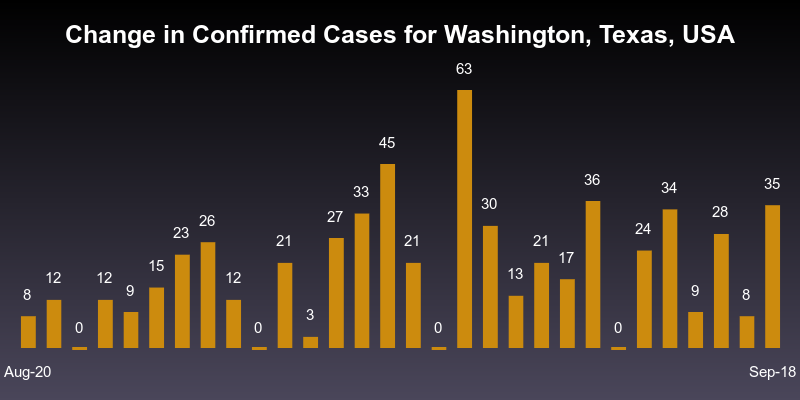 Change in Confirmed Cases for Washington, Texas, USA
8 12 0 12 9 15 23 26 12 0 21 3 27 33 45 21 0 63 30 13 21 17 36 0 24 34 9 28 8 35
Aug-20 Sep-18